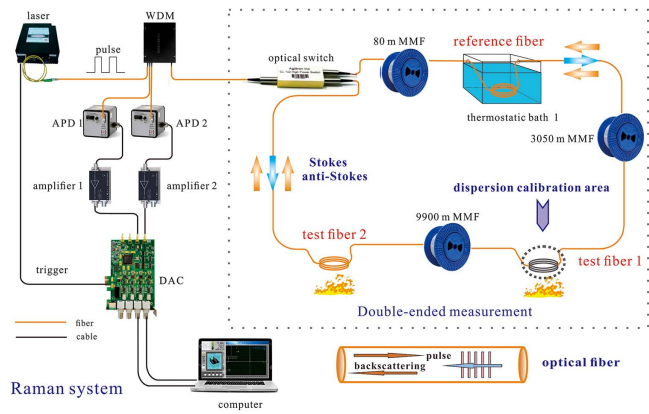 laser
WDM
pulse
optical switch
80 m MMF
reference fiber
thermostatic bath 1
APD 1
APD 2
3050 m MMF
amplifier 1
amplifier 2
Stokes
anti-Stokes
dispersion calibration area
9900 m MMF
test fiber 2
test fiber 1
trigger
DAC
Double-ended measurement
fiber
cable
pulse
backscattering
optical fiber
Raman system
computer